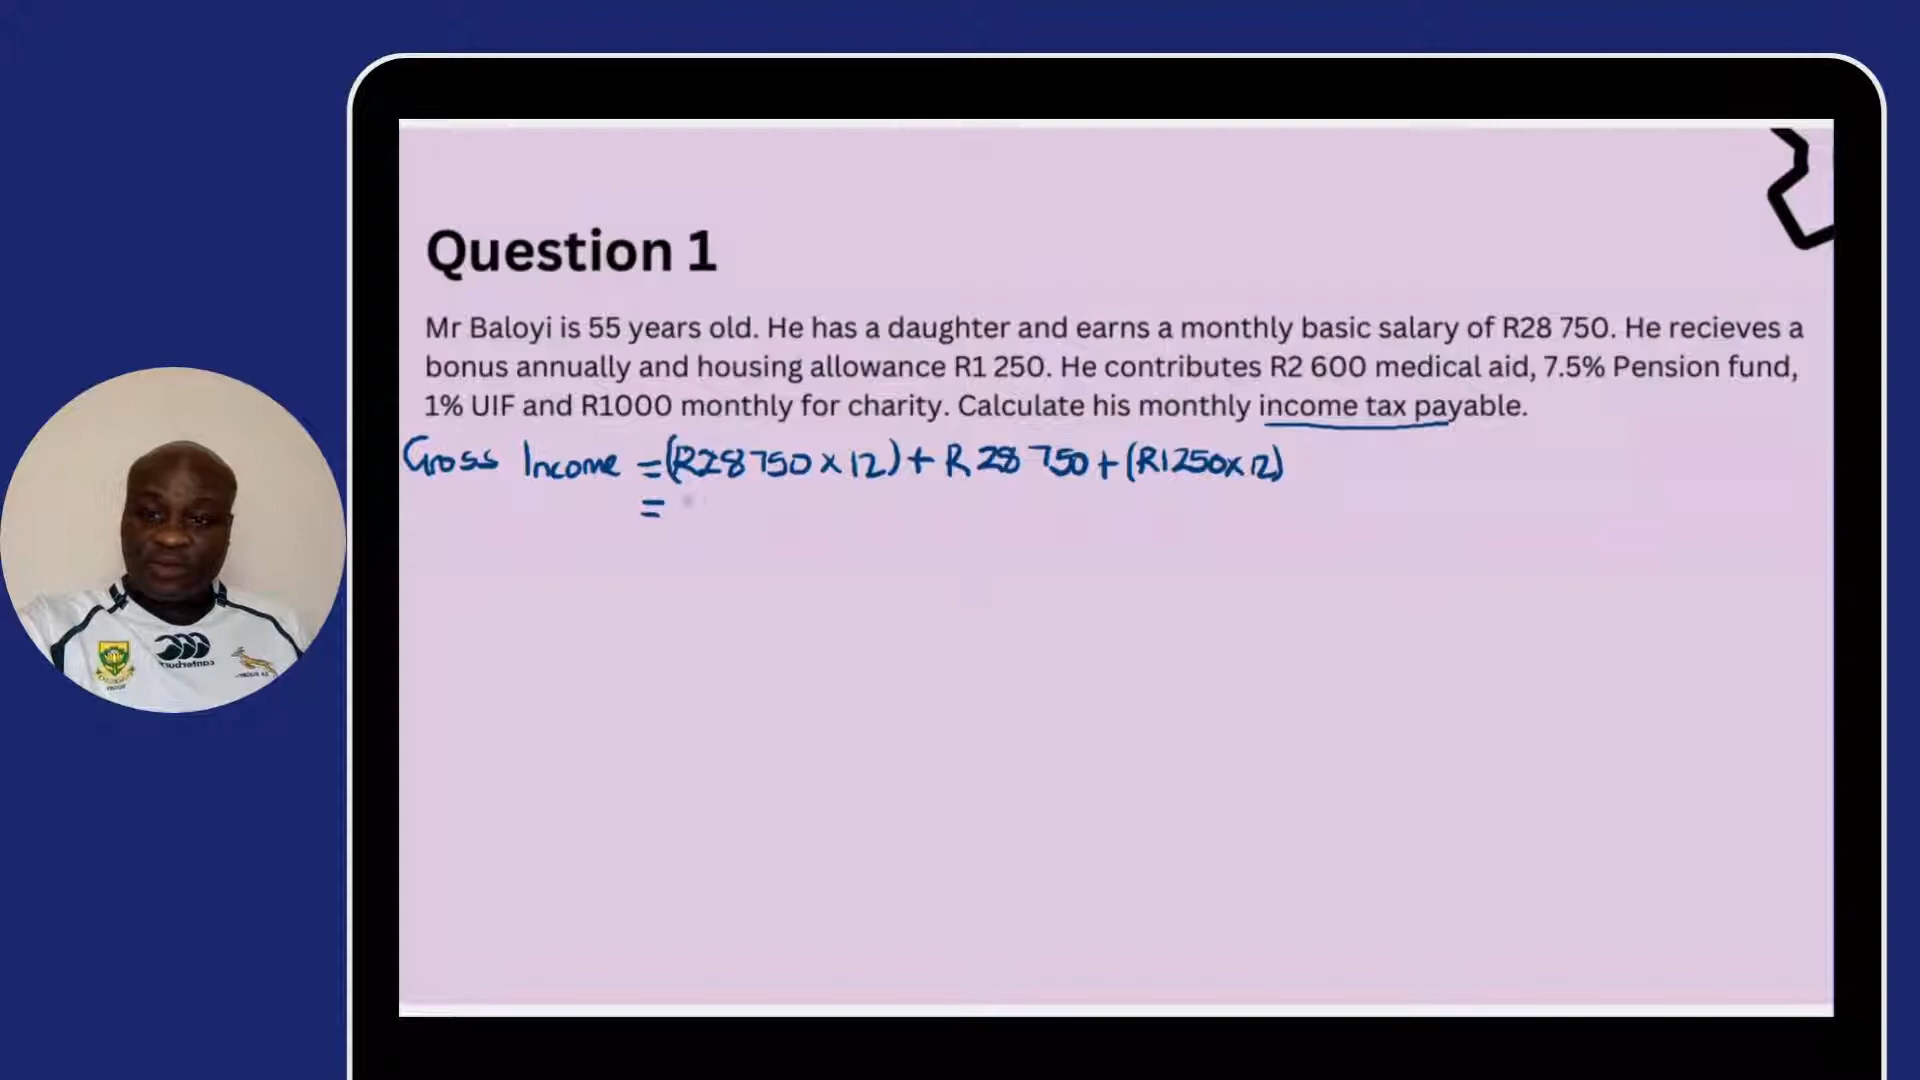 Question 1
Mr Baloyi is 55 years old. He has a daughter and earns a monthly basic salary of R28 750. He recieves a
bonus annually and housing allowance R1 250. He contributes R2 600 medical aid, 7.5% Pension fund,
1% UIF and R1000 monthly for charity. Calculate his monthly income tax payable.
Gross Income = (R28 750 × 12) + R 28 750 + (R1250 × 12)
=